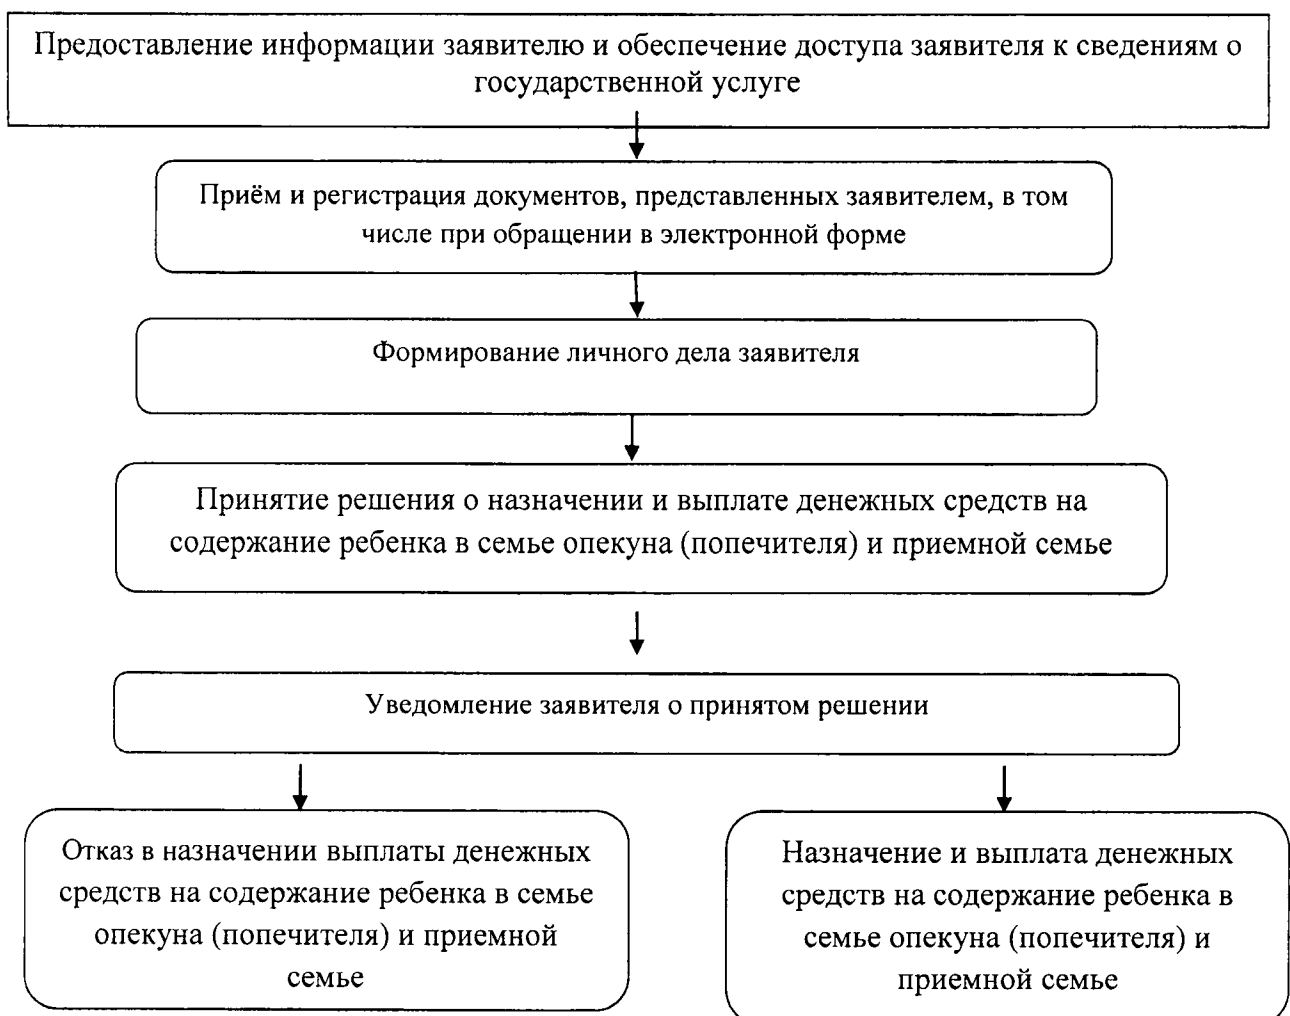 Предоставление информации заявителю и обеспечение доступа заявителя к сведениям о
государственной услуге
Приём и регистрация документов, представленных заявителем, в том
числе при обращении в электронной форме
Формирование личного дела заявителя
Принятие решения о назначении и выплате денежных средств на
содержание ребенка в семье опекуна (попечителя) и приемной семье
Уведомление заявителя о принятом решении
Отказ в назначении выплаты денежных
средств на содержание ребенка в семье
опекуна (попечителя) и приемной
семье
Назначение и выплата денежных
средств на содержание ребенка в
семье опекуна (попечителя) и
приемной семье